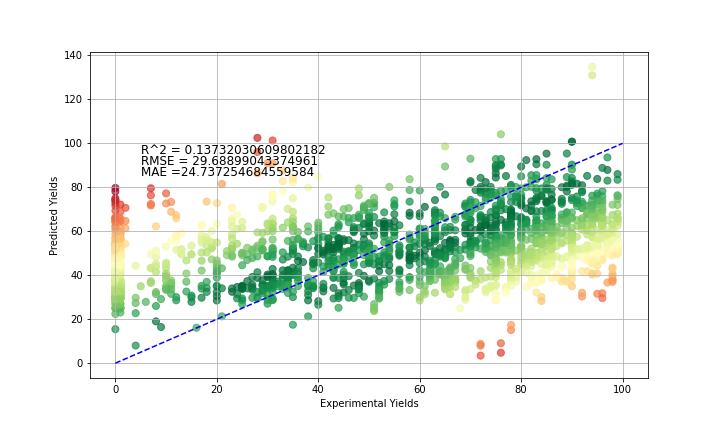 140
120
100
80
60
40
20
0
R^2 = 0.13732030609802182
RMSE = 29.68899043374961
MAE =24.737254684559584
Predicted Yields
0 20 40 60 80 100
Experimental Yields